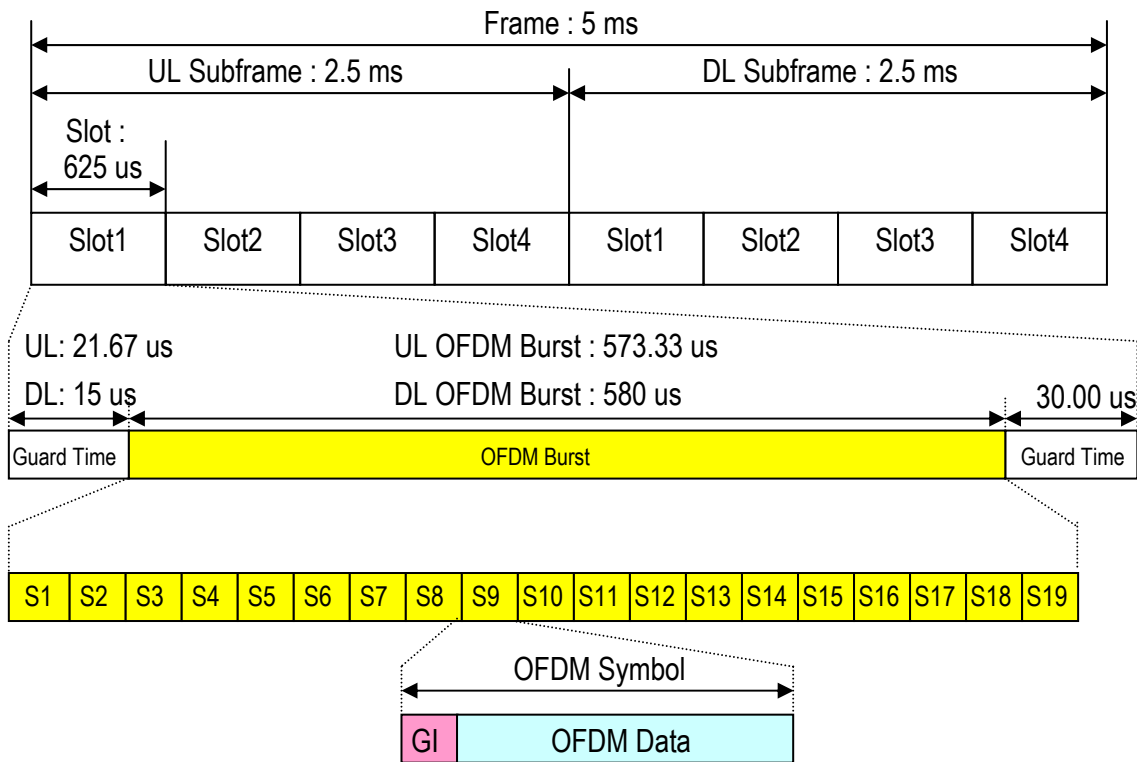 Frame : 5 ms
UL Subframe : 2.5 ms
DL Subframe : 2.5 ms
Slot :
625 us
Slot1 Slot2 Slot3 Slot4 Slot1 Slot2 Slot3 Slot4
UL: 21.67 us UL OFDM Burst : 573.33 us
DL: 15 us DL OFDM Burst : 580 us 30.00 us
Guard Time OFDM Burst Guard Time
S1 S2 S3 S4 S5 S6 S7 S8 S9 S10 S11 S12 S13 S14 S15 S16 S17 S18 S19
OFDM Symbol
GI OFDM Data